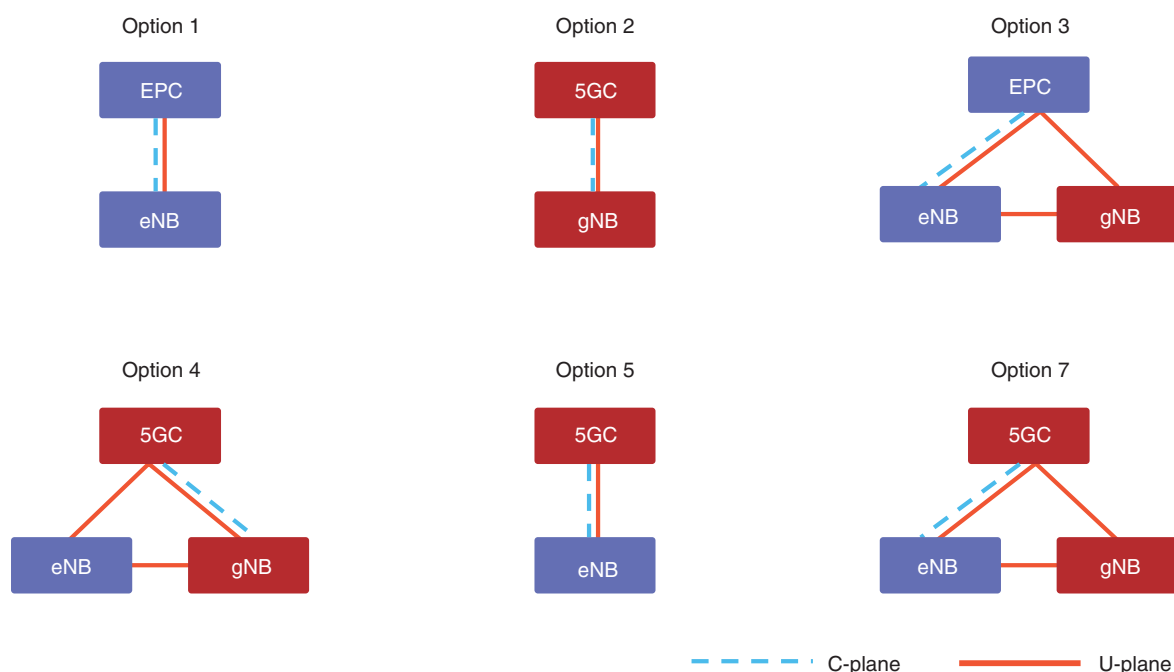 Option 1
EPC
eNB
Option 2
5GC
gNB
Option 3
EPC
eNB
gNB
Option 4
5GC
eNB
gNB
Option 5
5GC
eNB
Option 7
5GC
eNB
gNB
C-plane
U-plane